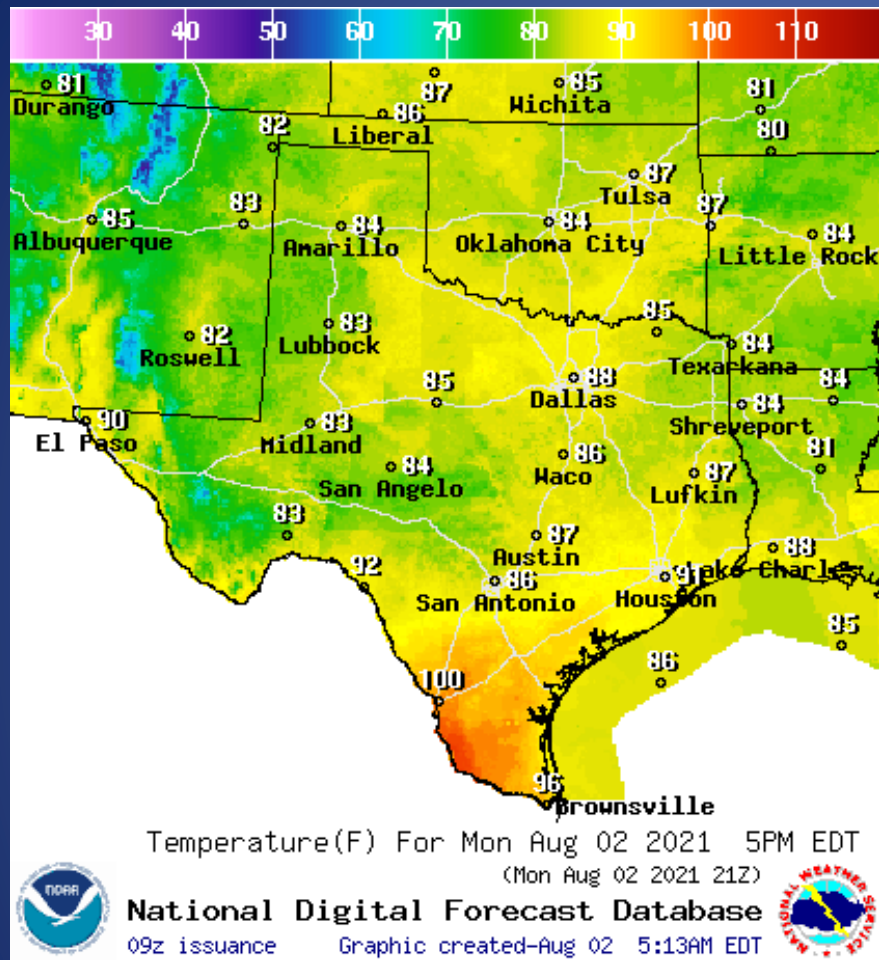 30 40 50 60 70 80 90 100 110
81
Durango
87
85
Wichita
81
86
Liberal
82
80
87
Tulsa
85
Albuquerque
83
84
Amarillo
84
Oklahoma City
87
84
Little Rock
82
Roswell
83
Lubbock
85
84
Texarkana
88
Dallas
85
84
Shreveport
84
90
El Paso
83
Midland
84
San Angelo
86
Waco
87
Lufkin
81
83
87
Austin
88
Lake Charles
92
86
San Antonio
91
Houston
85
86
100
96
Brownsville
Temperature(F) For Mon Aug 02 2021 5PM EDT
(Mon Aug 02 2021 21Z)
NOAA
National Digital Forecast Database
NATIONAL WEATHER SERVICE
09z issuance Graphic created-Aug 02 5:13AM EDT